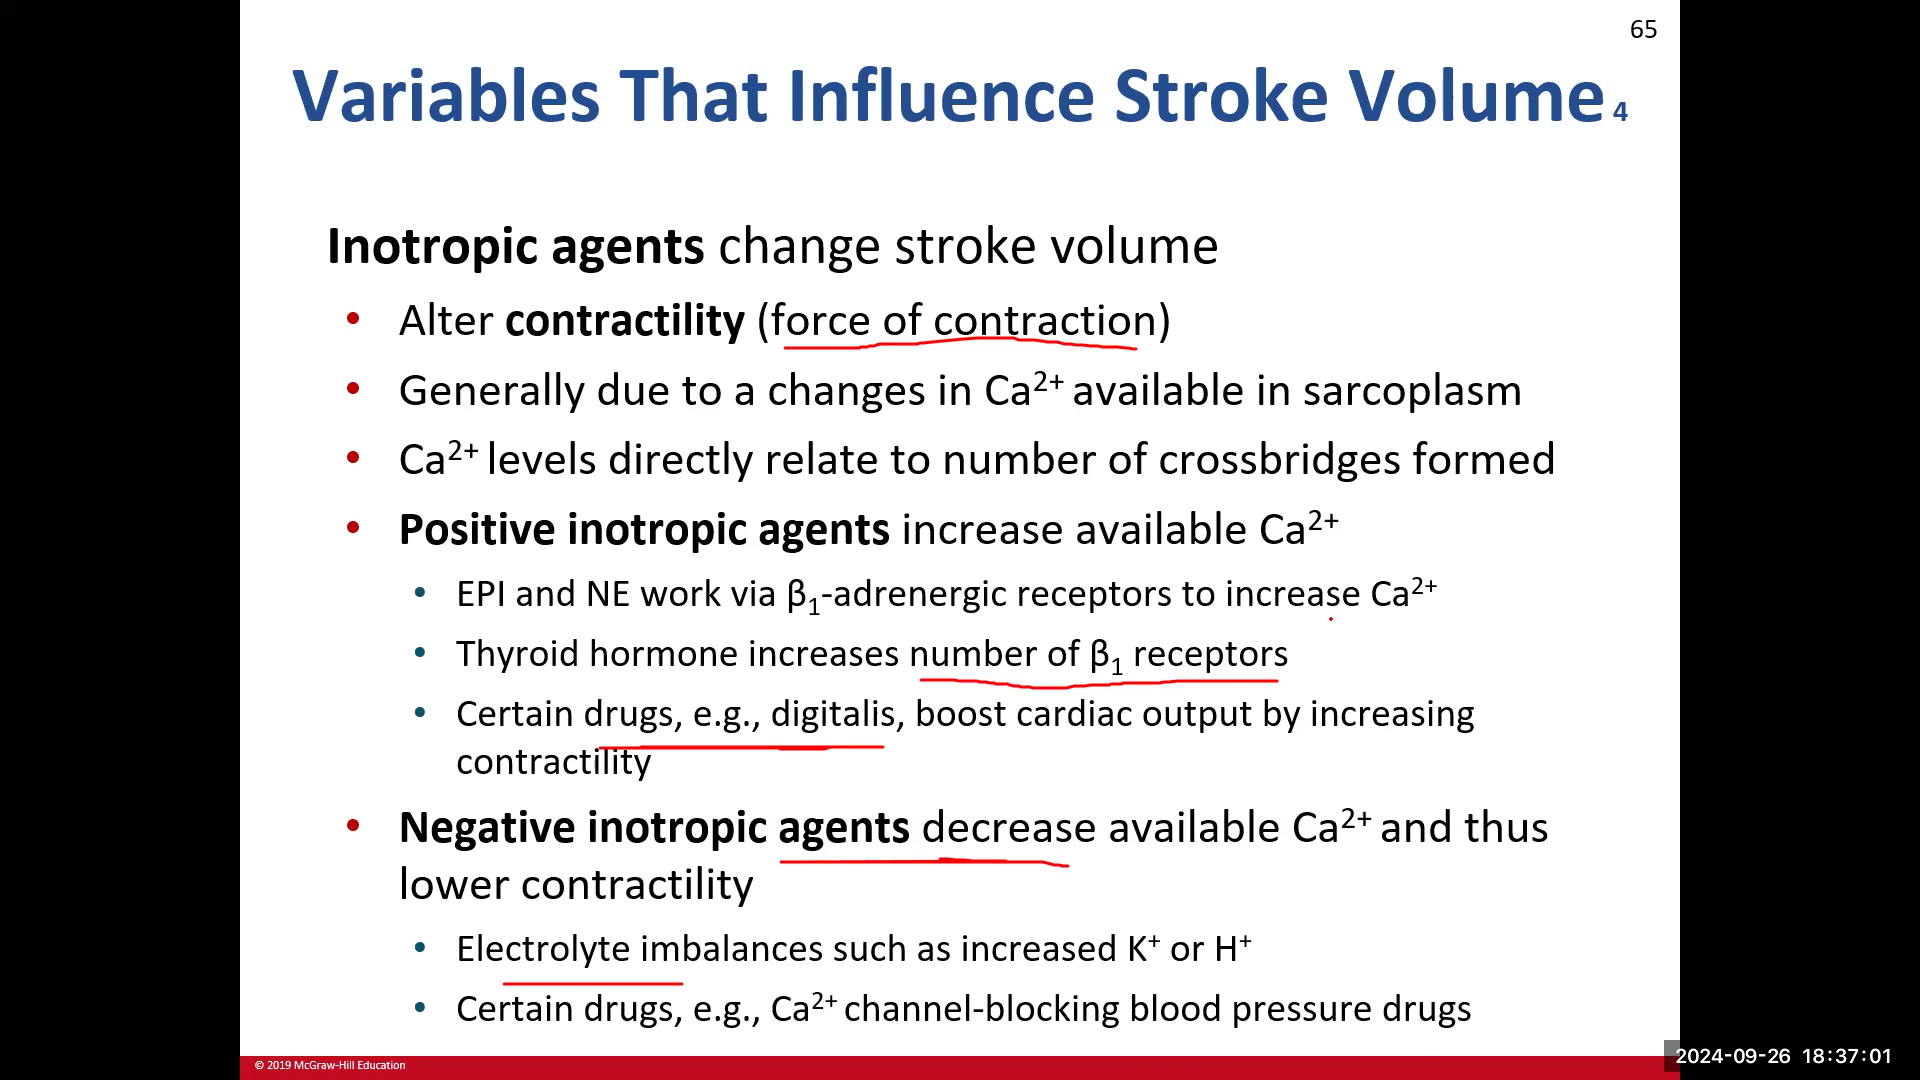 65
Variables That Influence Stroke Volume 4
Inotropic agents change stroke volume
• Alter contractility (force of contraction)
• Generally due to a changes in Ca²⁺ available in sarcoplasm
• Ca²⁺ levels directly relate to number of crossbridges formed
• Positive inotropic agents increase available Ca²⁺
• EPI and NE work via β₁-adrenergic receptors to increase Ca²⁺
• Thyroid hormone increases number of β₁ receptors
• Certain drugs, e.g., digitalis, boost cardiac output by increasing
contractility
• Negative inotropic agents decrease available Ca²⁺ and thus
lower contractility
• Electrolyte imbalances such as increased K⁺ or H⁺
• Certain drugs, e.g., Ca²⁺ channel-blocking blood pressure drugs
© 2019 McGraw-Hill Education
2024-09-26 18:37:01